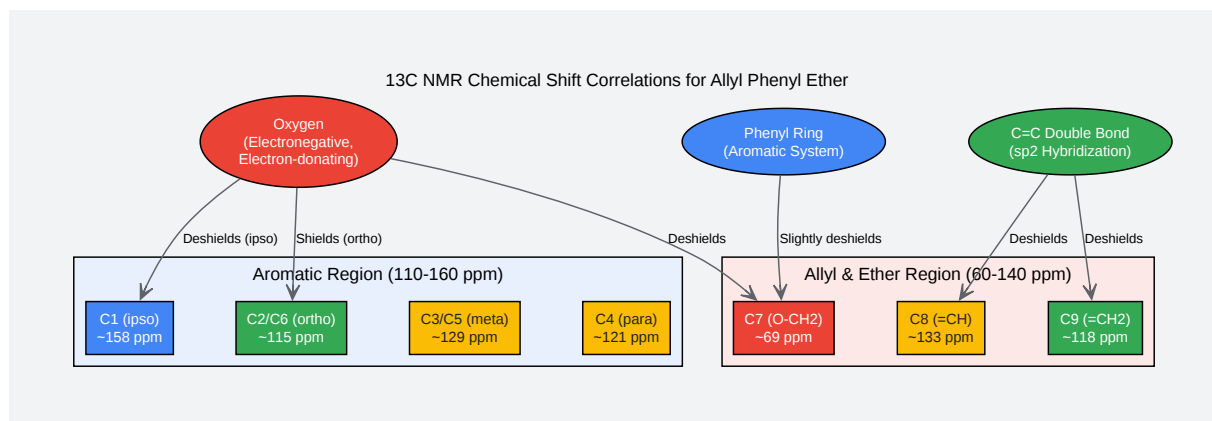 13C NMR Chemical Shift Correlations for Allyl Phenyl Ether
Oxygen
(Electronegative,
Electron-donating)
Phenyl Ring
(Aromatic System)
C=C Double Bond
(sp2 Hybridization)
Deshields (ipso)
Shields (ortho)
Deshields
Slightly deshields
Deshields
Deshields
Aromatic Region (110-160 ppm)
C1 (ipso)
~158 ppm
C2/C6 (ortho)
~115 ppm
C3/C5 (meta)
~129 ppm
C4 (para)
~121 ppm
Allyl & Ether Region (60-140 ppm)
C7 (O-CH2)
~69 ppm
C8 (=CH)
~133 ppm
C9 (=CH2)
~118 ppm